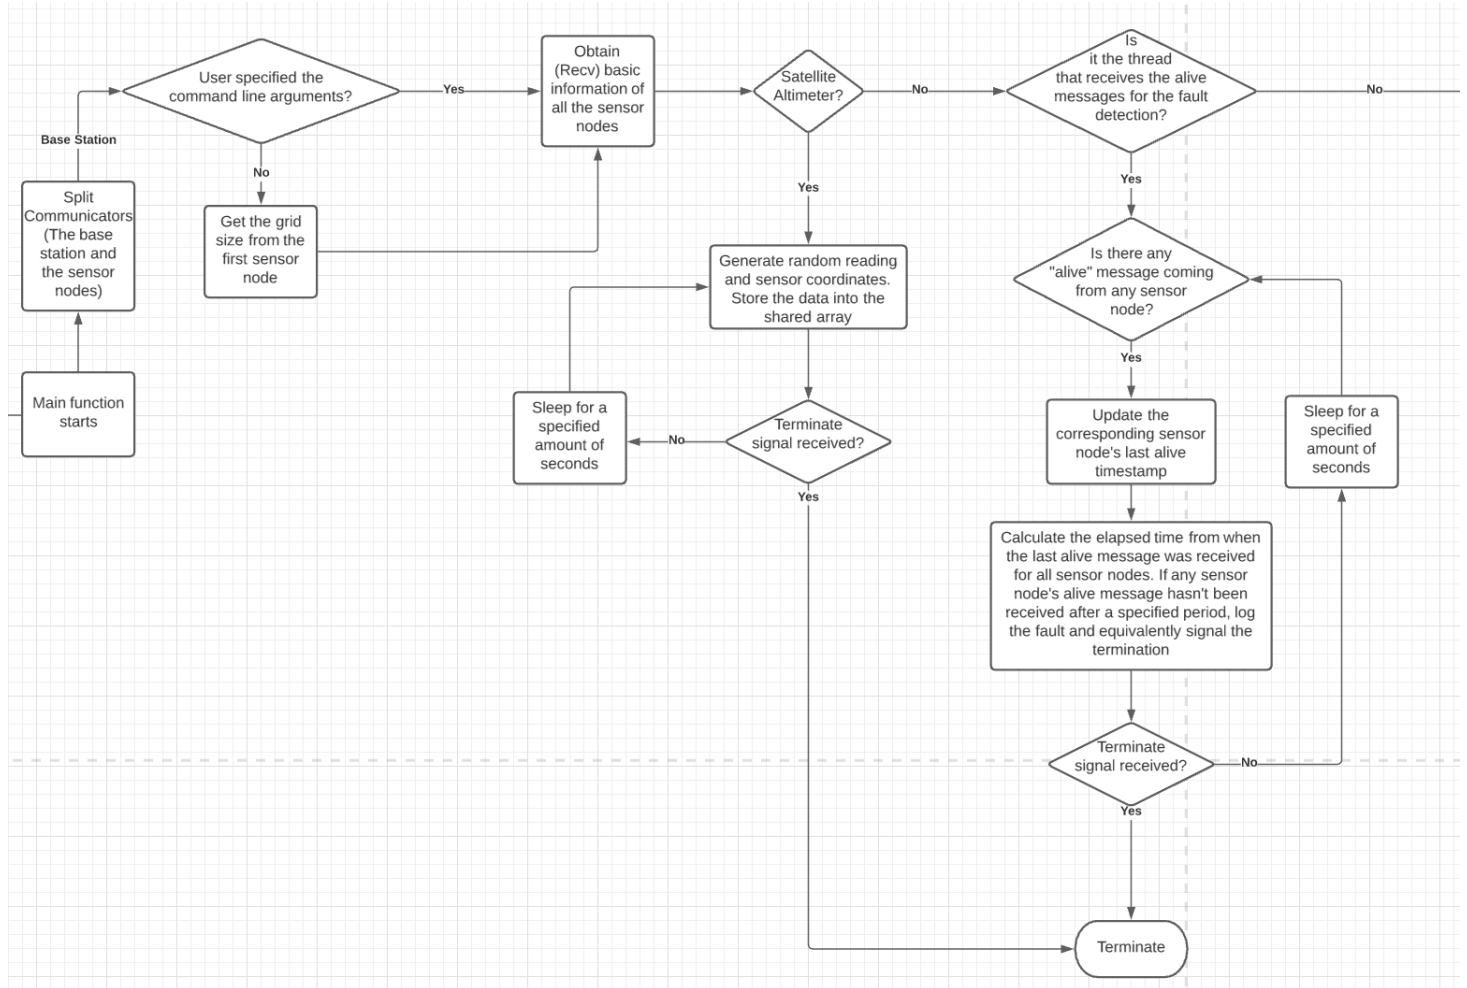 User specified the
command line arguments?
Yes
Obtain
(Recv) basic
information of
all the sensor
nodes
Satellite
Altimeter?
No
Is
it the thread
that receives the alive
messages for the fault
detection?
No
Base Station
No
Yes
Yes
Split
Communicators
(The base
station and
the sensor
nodes)
Get the grid
size from the
first sensor
node
Generate random reading
and sensor coordinates.
Store the data into the
shared array
Is there any
"alive" message coming
from any sensor
node?
Yes
Main function
starts
Sleep for a
specified
amount of
seconds
No
Terminate
signal received?
Yes
Update the
corresponding sensor
node's last alive
timestamp
Sleep for a
specified
amount of
seconds
Calculate the elapsed time from when
the last alive message was received
for all sensor nodes. If any sensor
node's alive message hasn't been
received after a specified period, log
the fault and equivalently signal the
termination
Terminate
signal received?
No
Yes
Terminate